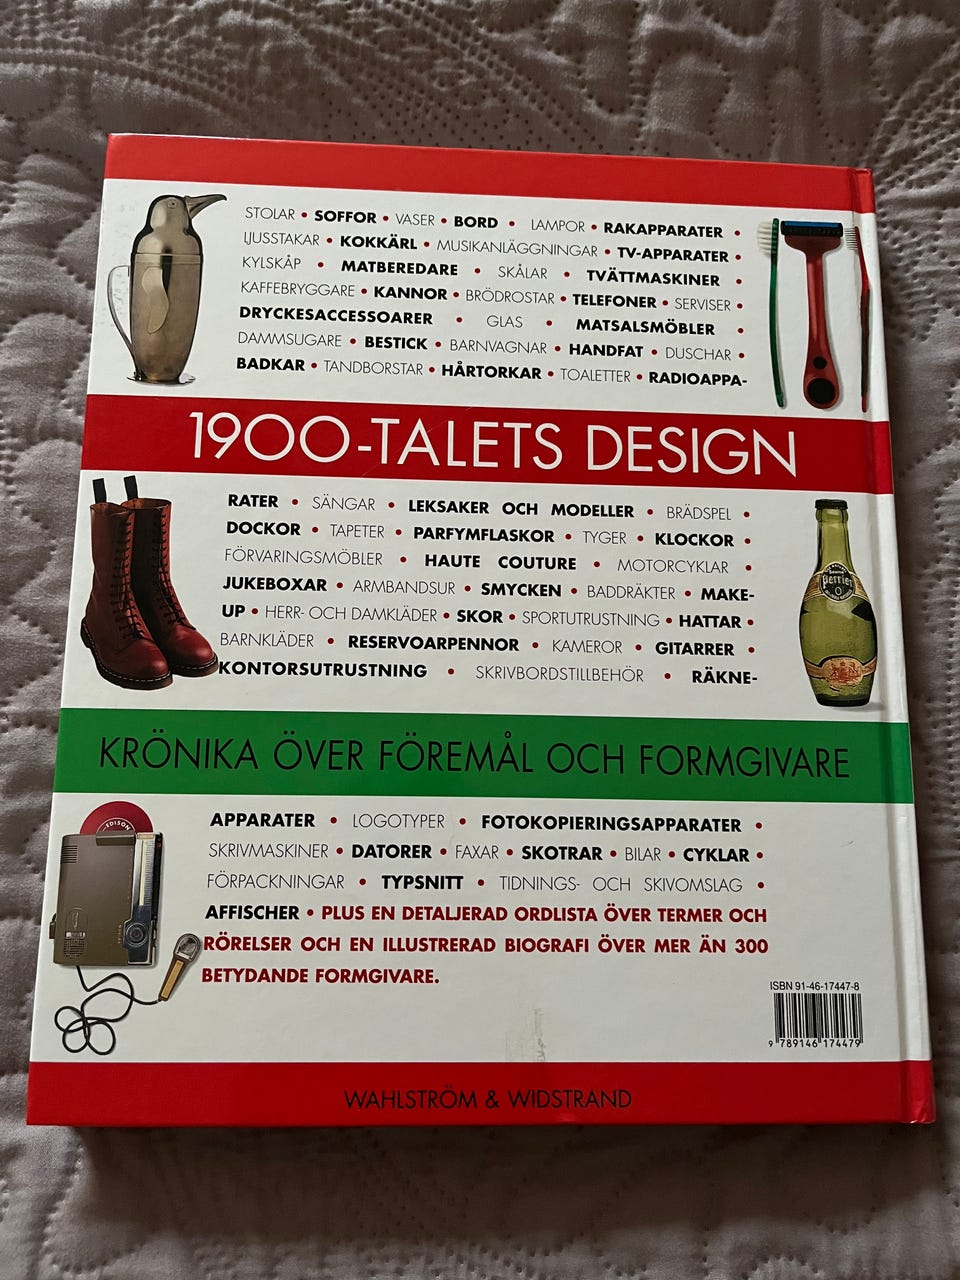 STOLAR • SOFFOR • VASER • BORD • LAMPOR • RAKAPPARATER •
LJUSSTAKAR • KOKKÄRL • MUSIKANLÄGGNINGAR • TV-APPARATER •
KYLSKÅP • MATBEREDARE • SKÅLAR • TVÄTTMASKINER •
KAFFEBRYGGARE • KANNOR • BRÖDROSTAR • TELEFONER • SERVISER •
DRYCKESACCESSOARER • GLAS • MATSALSMÖBLER •
DAMMSUGARE • BESTICK • BARNVAGNAR • HANDFAT • DUSCHAR •
BADKAR • TANDBORSTAR • HÅRTORKAR • TOALETTER • RADIOAPPA-
1900-TALETS DESIGN
RATER • SÄNGAR • LEKSAKER OCH MODELLER • BRÄDSPEL •
DOCKOR • TAPETER • PARFYMFLASKOR • TYGER • KLOCKOR •
FÖRVARINGSMÖBLER • HAUTE COUTURE • MOTORCYKLAR •
JUKEBOXAR • ARMBANDSUR • SMYCKEN • BADDRÄKTER • MAKE-
UP • HERR- OCH DAMKLÄDER • SKOR • SPORTUTRUSTNING • HATTAR •
BARNKLÄDER • RESERVOARPENNOR • KAMEROR • GITARRER •
KONTORSUTRUSTNING • SKRIVBORDSTILLBEHÖR • RÄKNE-
Perrier
KRÖNIKA ÖVER FÖREMÅL OCH FORMGIVARE
EDISON
APPARATER • LOGOTYPER • FOTOKOPIERINGSAPPARATER •
SKRIVMASKINER • DATORER • FAXAR • SKOTRAR • BILAR • CYKLAR •
FÖRPACKNINGAR • TYPSNITT • TIDNINGS- OCH SKIVOMSLAG •
AFFISCHER • PLUS EN DETALJERAD ORDLISTA ÖVER TERMER OCH
RÖRELSER OCH EN ILLUSTRERAD BIOGRAFI ÖVER MER ÄN 300
BETYDANDE FORMGIVARE.
ISBN 91-46-17447-8
9 789146 174479
WAHLSTRÖM & WIDSTRAND